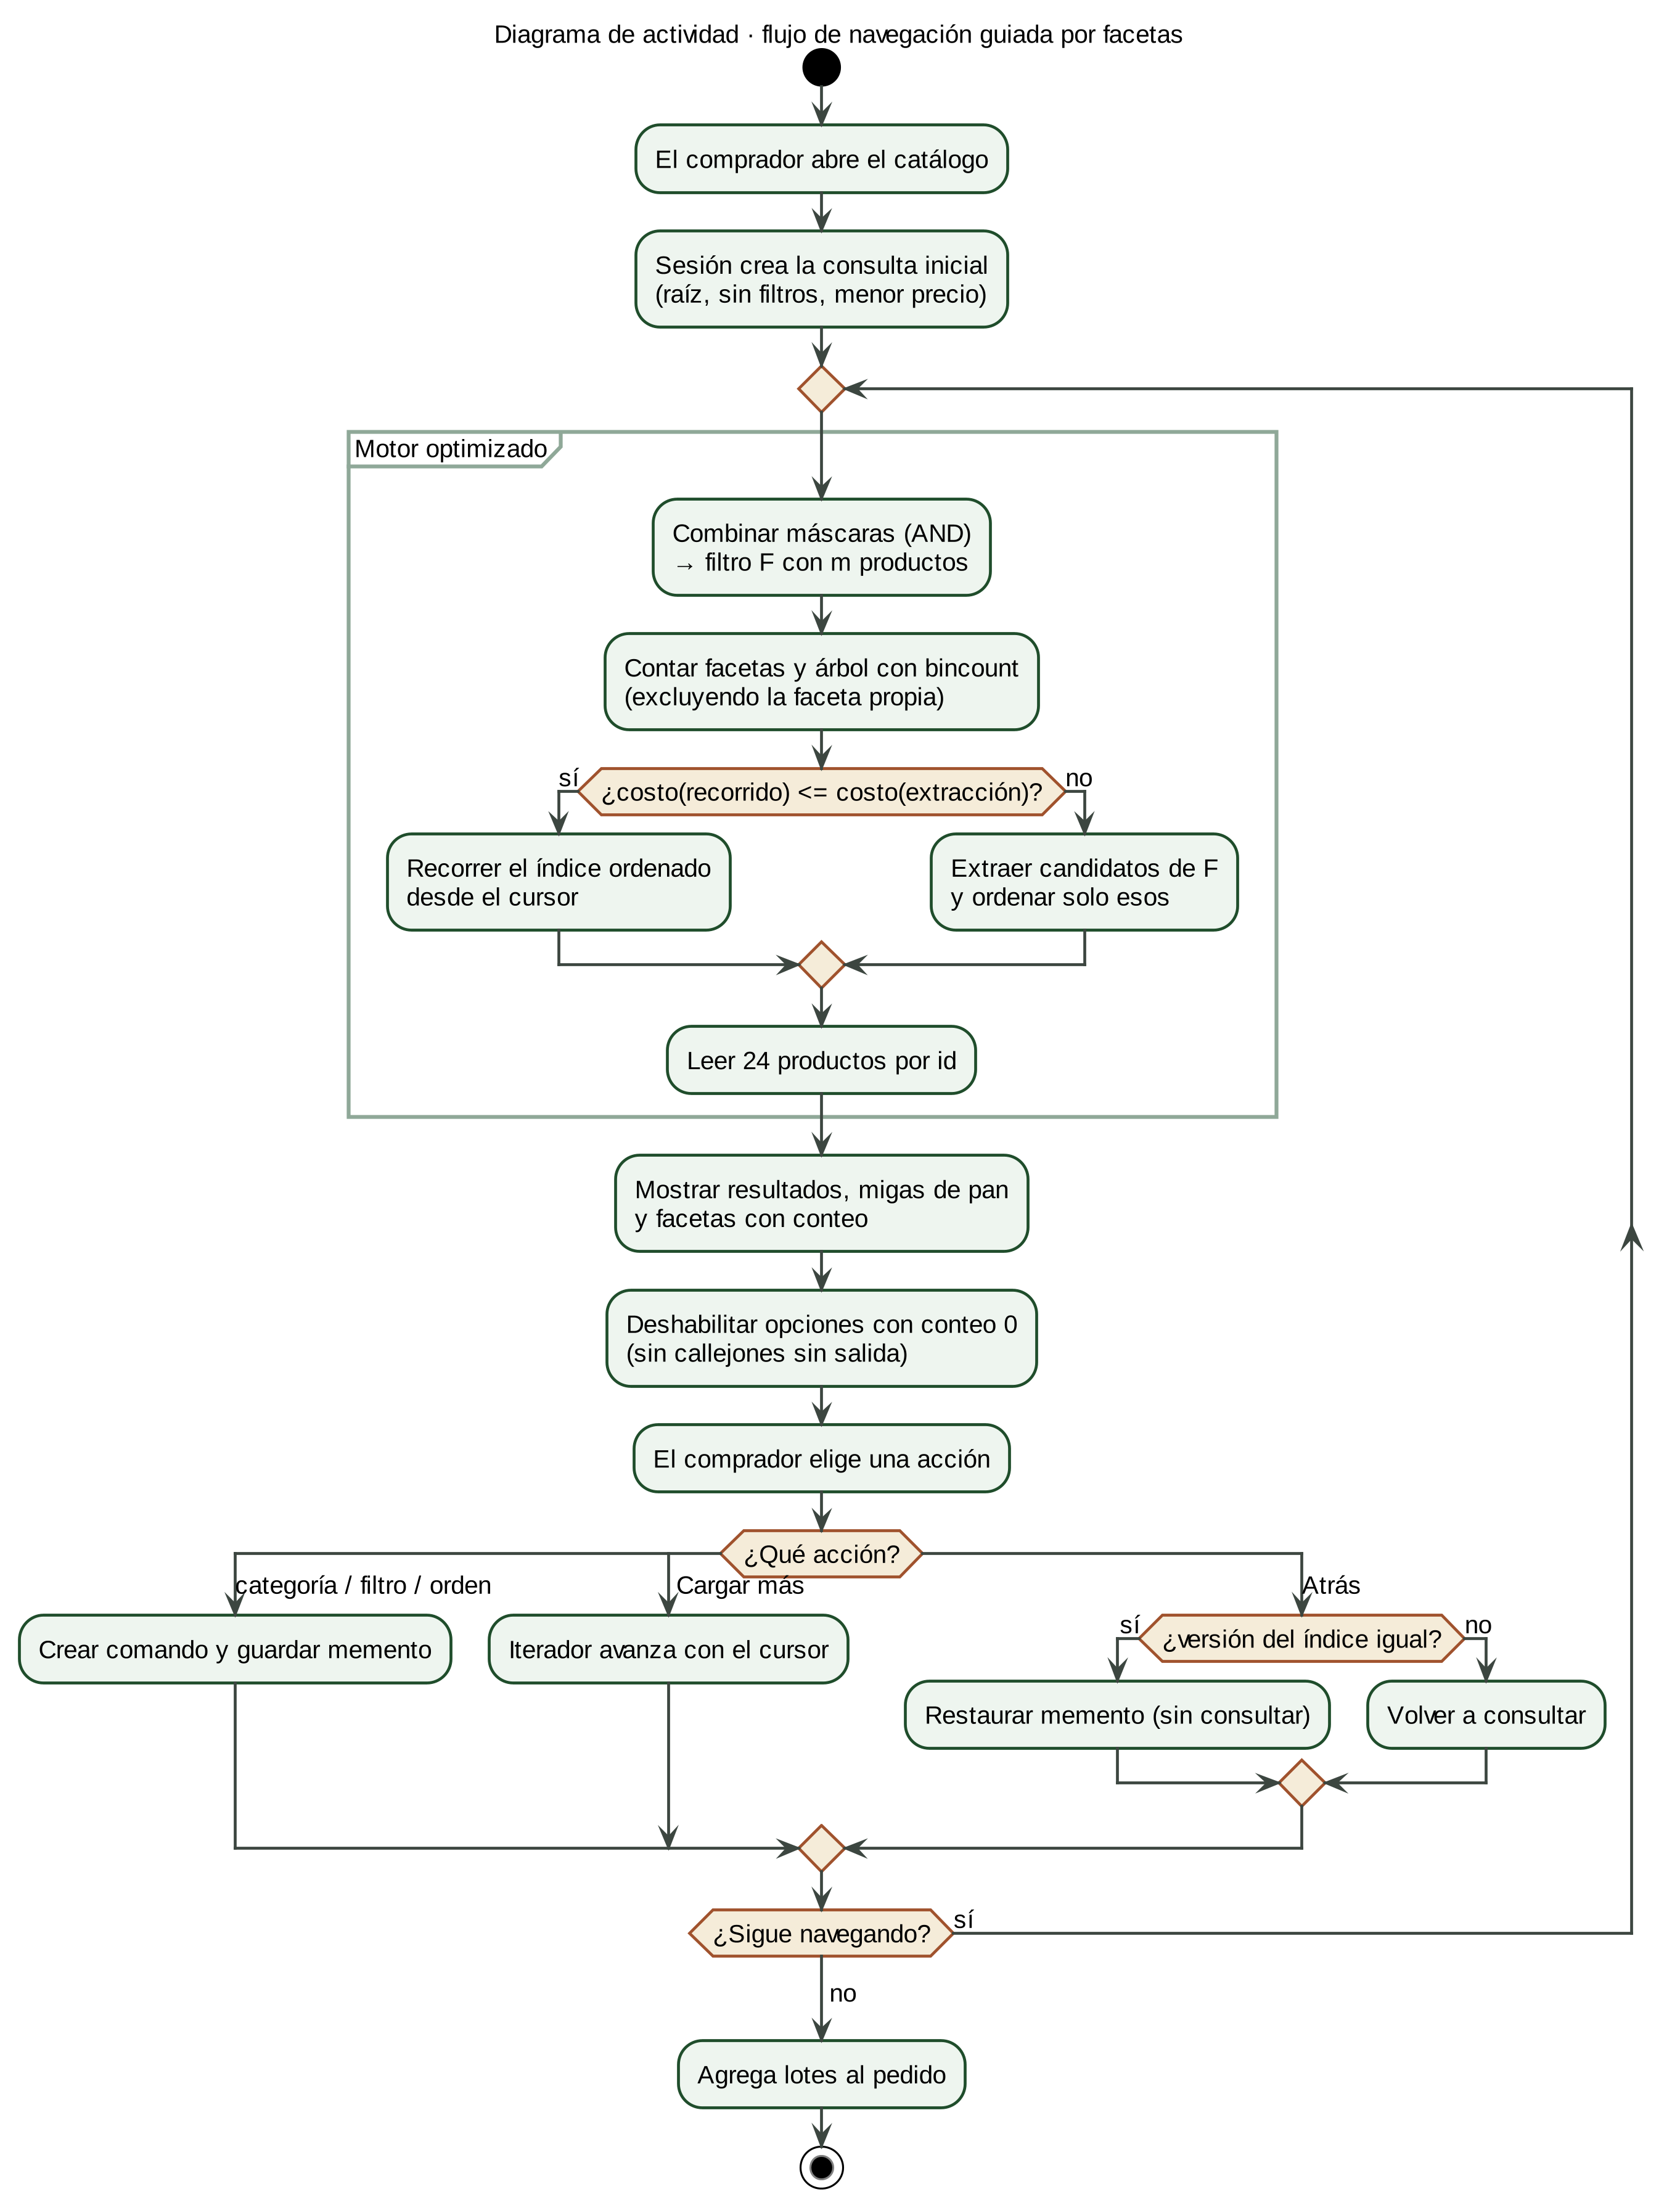 Diagrama de actividad · flujo de navegación guiada por facetas
El comprador abre el catálogo
Sesión crea la consulta inicial
(raíz, sin filtros, menor precio)
Motor optimizado
Combinar máscaras (AND)
→ filtro F con m productos
Contar facetas y árbol con bincount
(excluyendo la faceta propia)
sí
¿costo(recorrido) <= costo(extracción)?
no
Recorrer el índice ordenado
desde el cursor
Extraer candidatos de F
y ordenar solo esos
Leer 24 productos por id
Mostrar resultados, migas de pan
y facetas con conteo
Deshabilitar opciones con conteo 0
(sin callejones sin salida)
El comprador elige una acción
¿Qué acción?
categoría / filtro / orden
Cargar más
Atrás
Crear comando y guardar memento
Iterador avanza con el cursor
sí
¿versión del índice igual?
no
Restaurar memento (sin consultar)
Volver a consultar
¿Sigue navegando?
sí
no
Agrega lotes al pedido